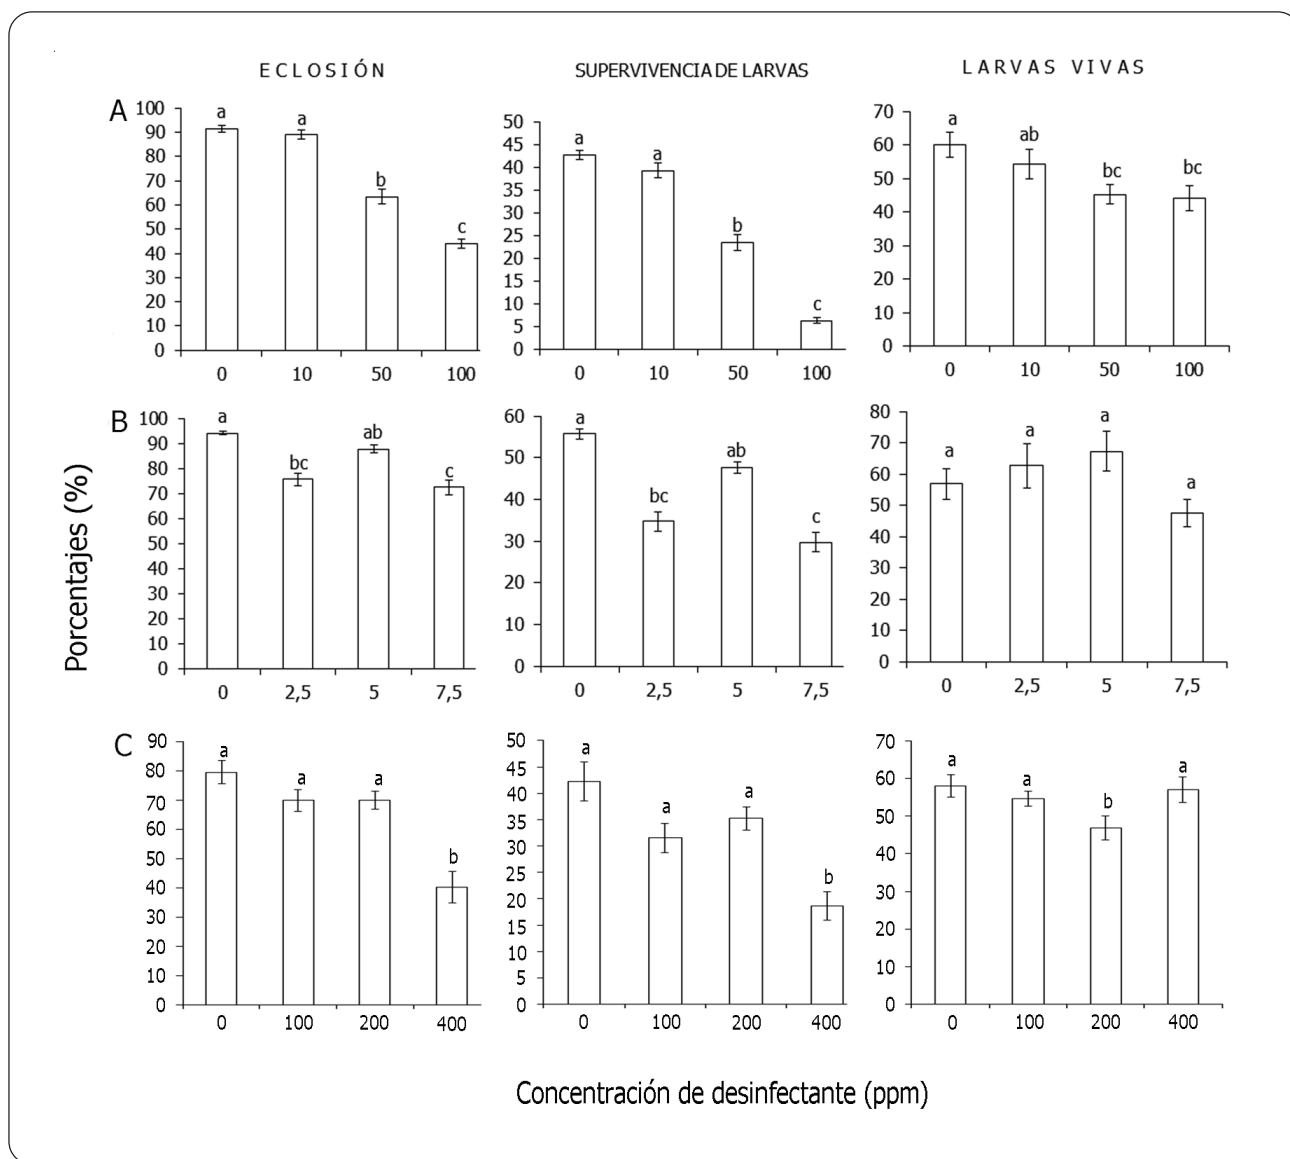 ECLOSIÓN
SUPERVIVENCIA DE LARVAS
LARVAS VIVAS
Porcentajes (%)
A
100
90
80
70
60
50
40
30
20
10
0
a
a
b
c
0 10 50 100
50
45
40
35
30
25
20
15
10
5
0
a
a
b
c
0 10 50 100
70
60
50
40
30
20
10
0
a
ab
bc
bc
0 10 50 100
B
100
90
80
70
60
50
40
30
20
10
0
a
bc
ab
c
0 2,5 5 7,5
60
50
40
30
20
10
0
a
bc
ab
c
0 2,5 5 7,5
80
70
60
50
40
30
20
10
0
a
a
a
a
0 2,5 5 7,5
C
90
80
70
60
50
40
30
20
10
0
a
a
a
b
0 100 200 400
50
45
40
35
30
25
20
15
10
5
0
a
a
a
b
0 100 200 400
70
60
50
40
30
20
10
0
a
a
b
a
0 100 200 400
Concentración de desinfectante (ppm)